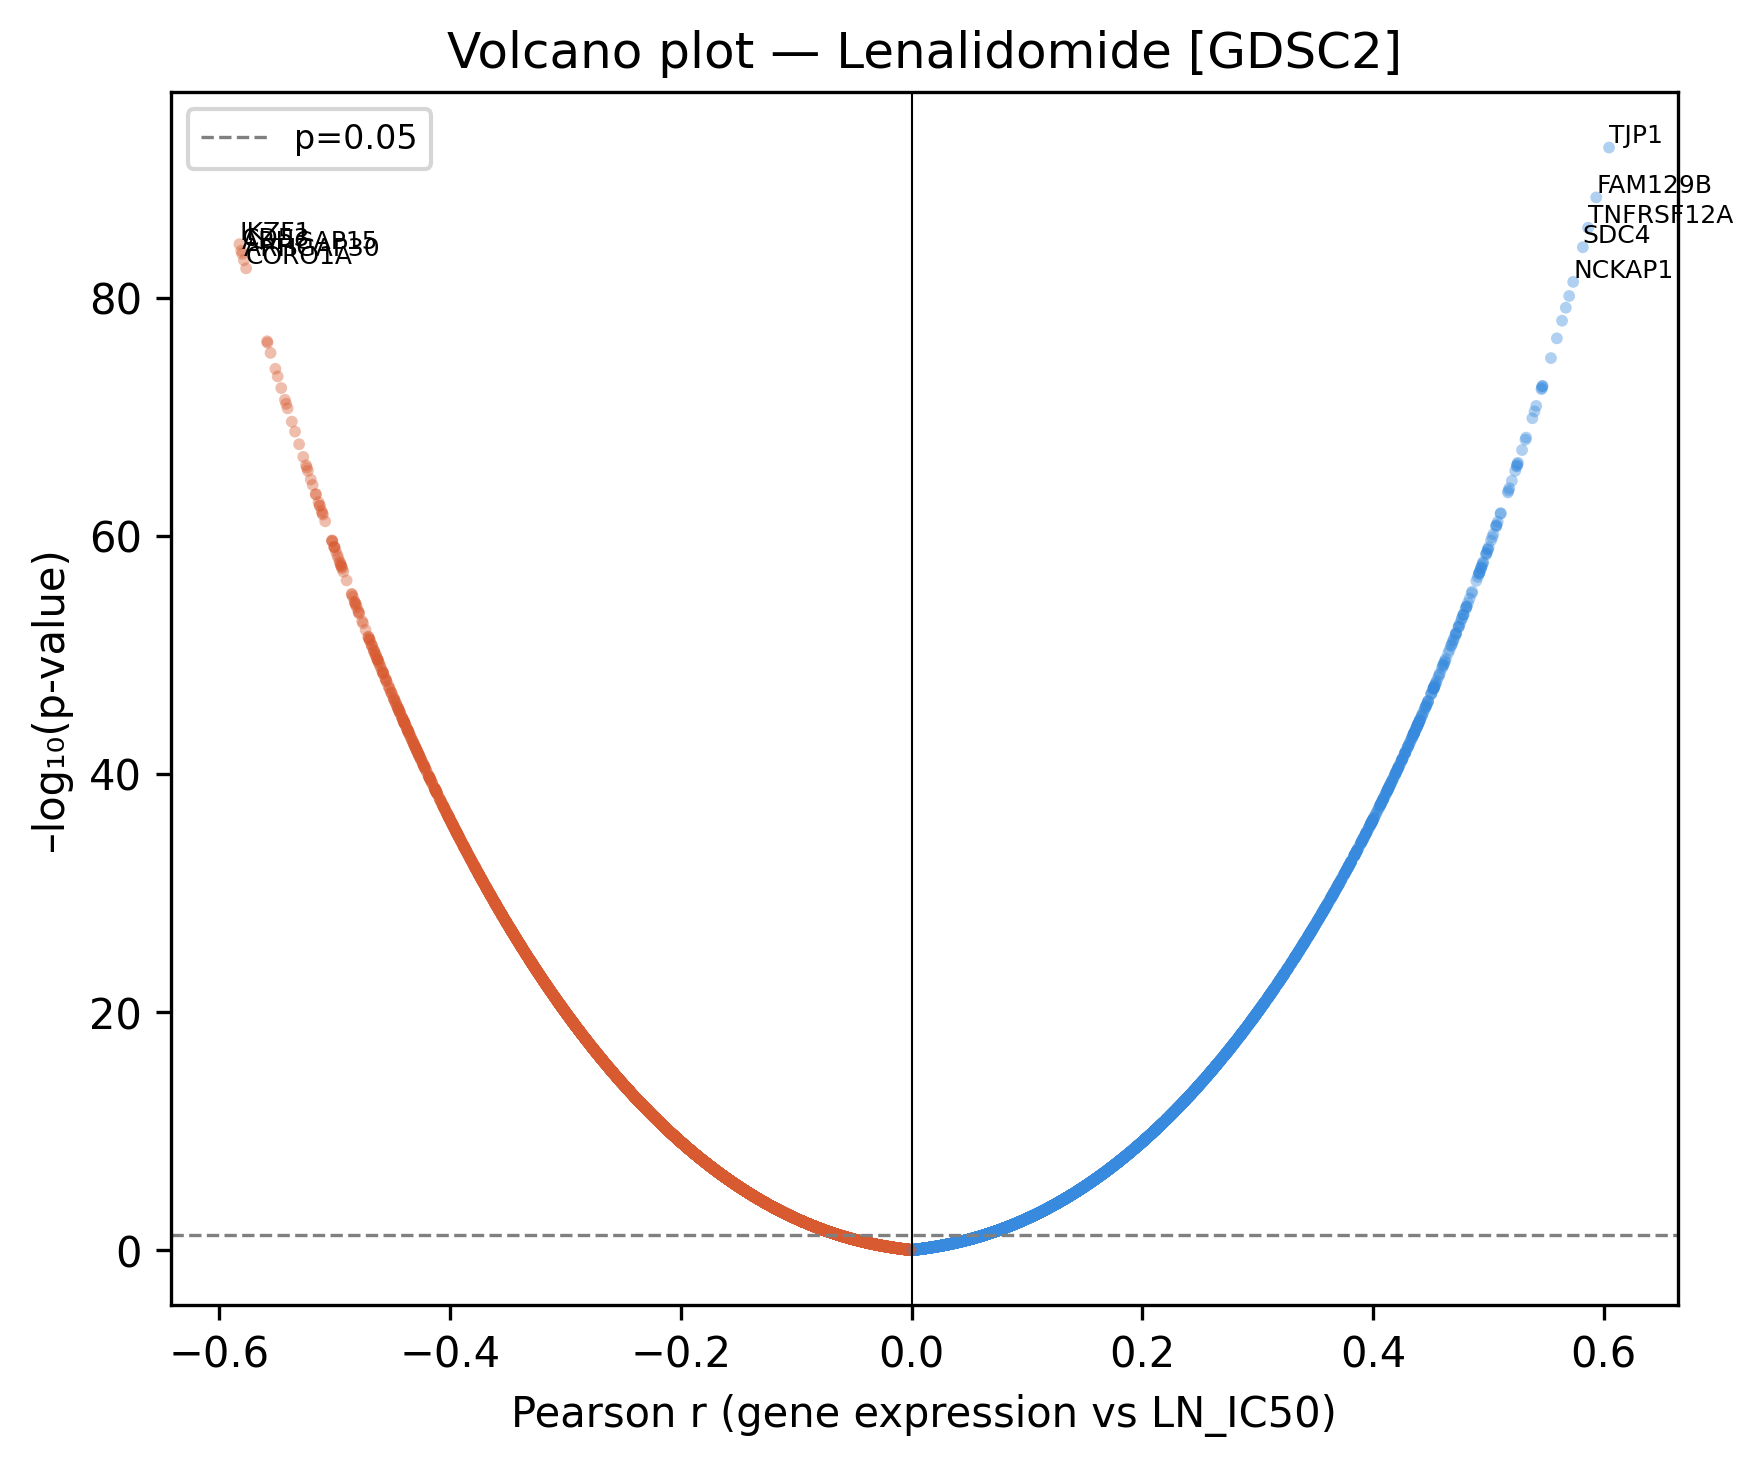 Volcano plot — Lenalidomide [GDSC2]
p=0.05
TJP1
FAM129B
TNFRSF12A
SDC4
NCKAP1
IKZF1
ARHGAP15
ARHGAP30
CORO1A
–log₁₀(p-value)
80
60
40
20
0
−0.6
−0.4
−0.2
0.0
0.2
0.4
0.6
Pearson r (gene expression vs LN_IC50)